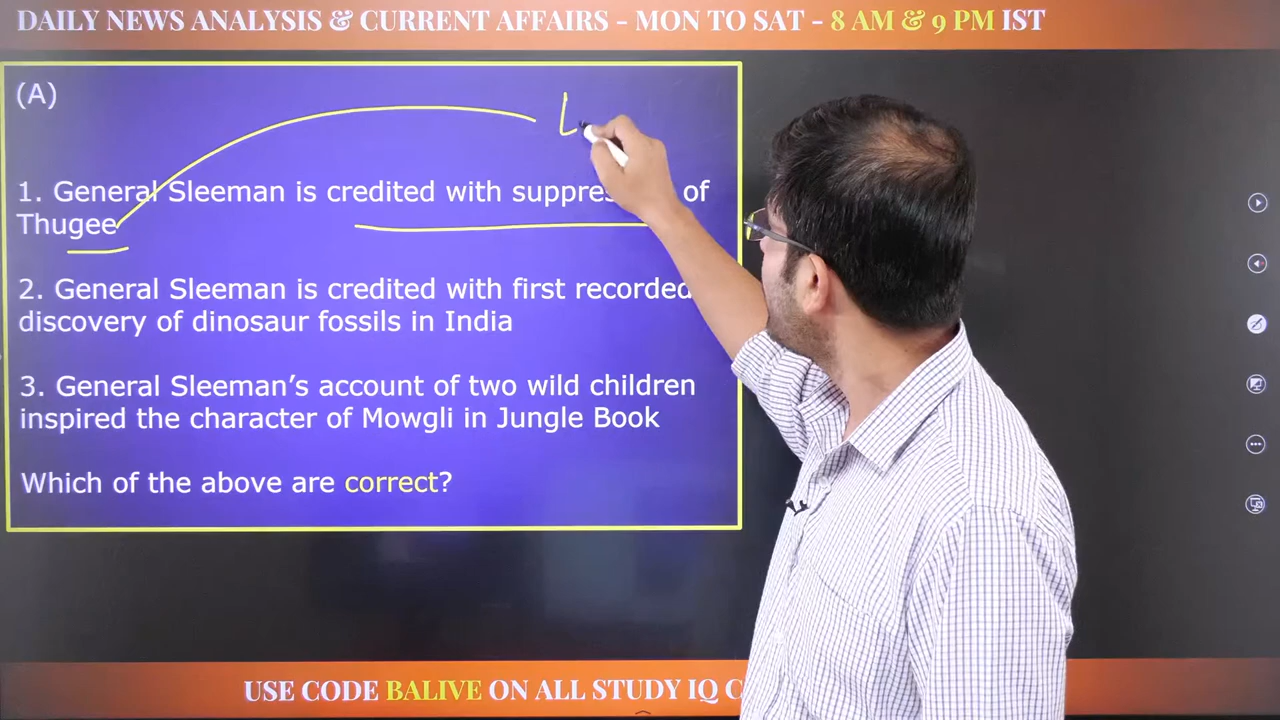 DAILY NEWS ANALYSIS & CURRENT AFFAIRS - MON TO SAT - 8 AM & 9 PM IST
(A)
1. General Sleeman is credited with of
Thugee
2. General Sleeman is credited with first recorded
discovery of dinosaur fossils in India
3. General Sleeman's account of two wild children
inspired the character of Mowgli in Jungle Book
Which of the above are correct?
USE CODE BALIVE ON ALL STUDY IQ